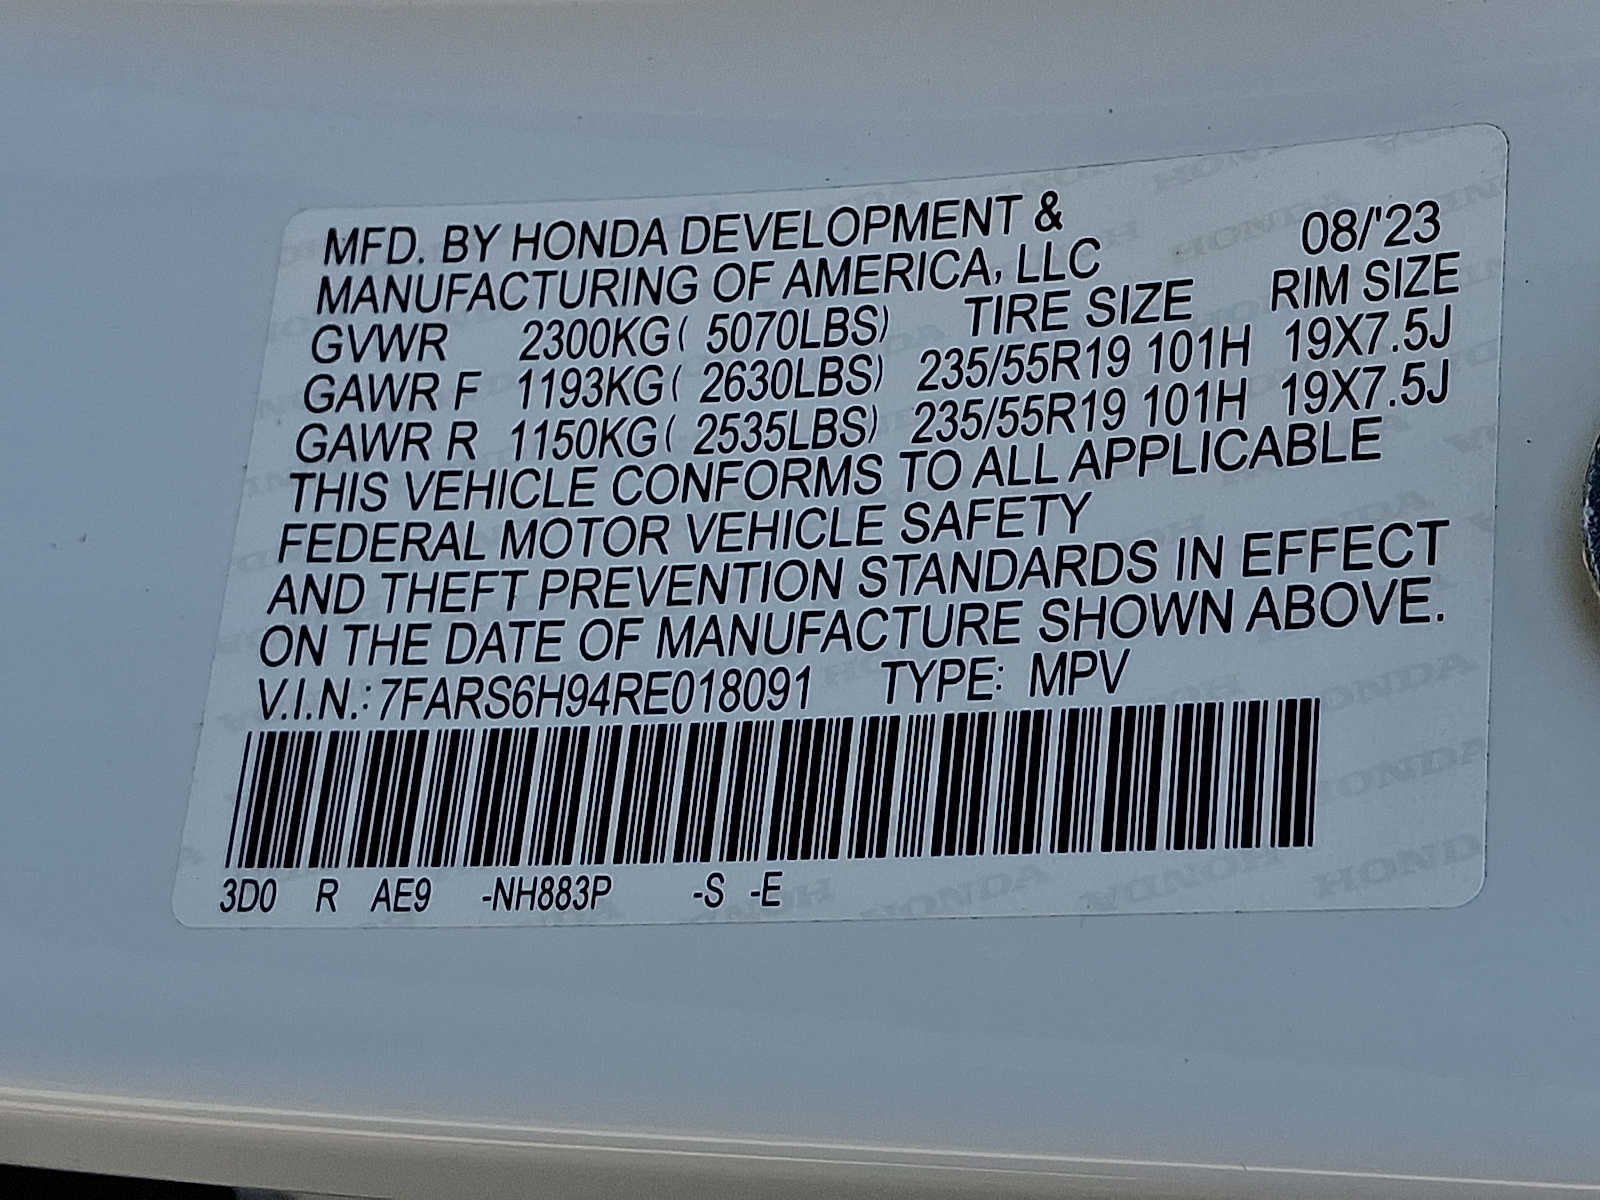 MFD. BY HONDA DEVELOPMENT & 08/'23
MANUFACTURING OF AMERICA, LLC
GVWR 2300KG( 5070LBS) TIRE SIZE RIM SIZE
GAWR F 1193KG( 2630LBS) 235/55R19 101H 19X7.5J
GAWR R 1150KG( 2535LBS) 235/55R19 101H 19X7.5J
THIS VEHICLE CONFORMS TO ALL APPLICABLE
FEDERAL MOTOR VEHICLE SAFETY
AND THEFT PREVENTION STANDARDS IN EFFECT
ON THE DATE OF MANUFACTURE SHOWN ABOVE.
V.I.N.: 7FARS6H94RE018091 TYPE: MPV
3D0 R AE9 -NH883P -S -E